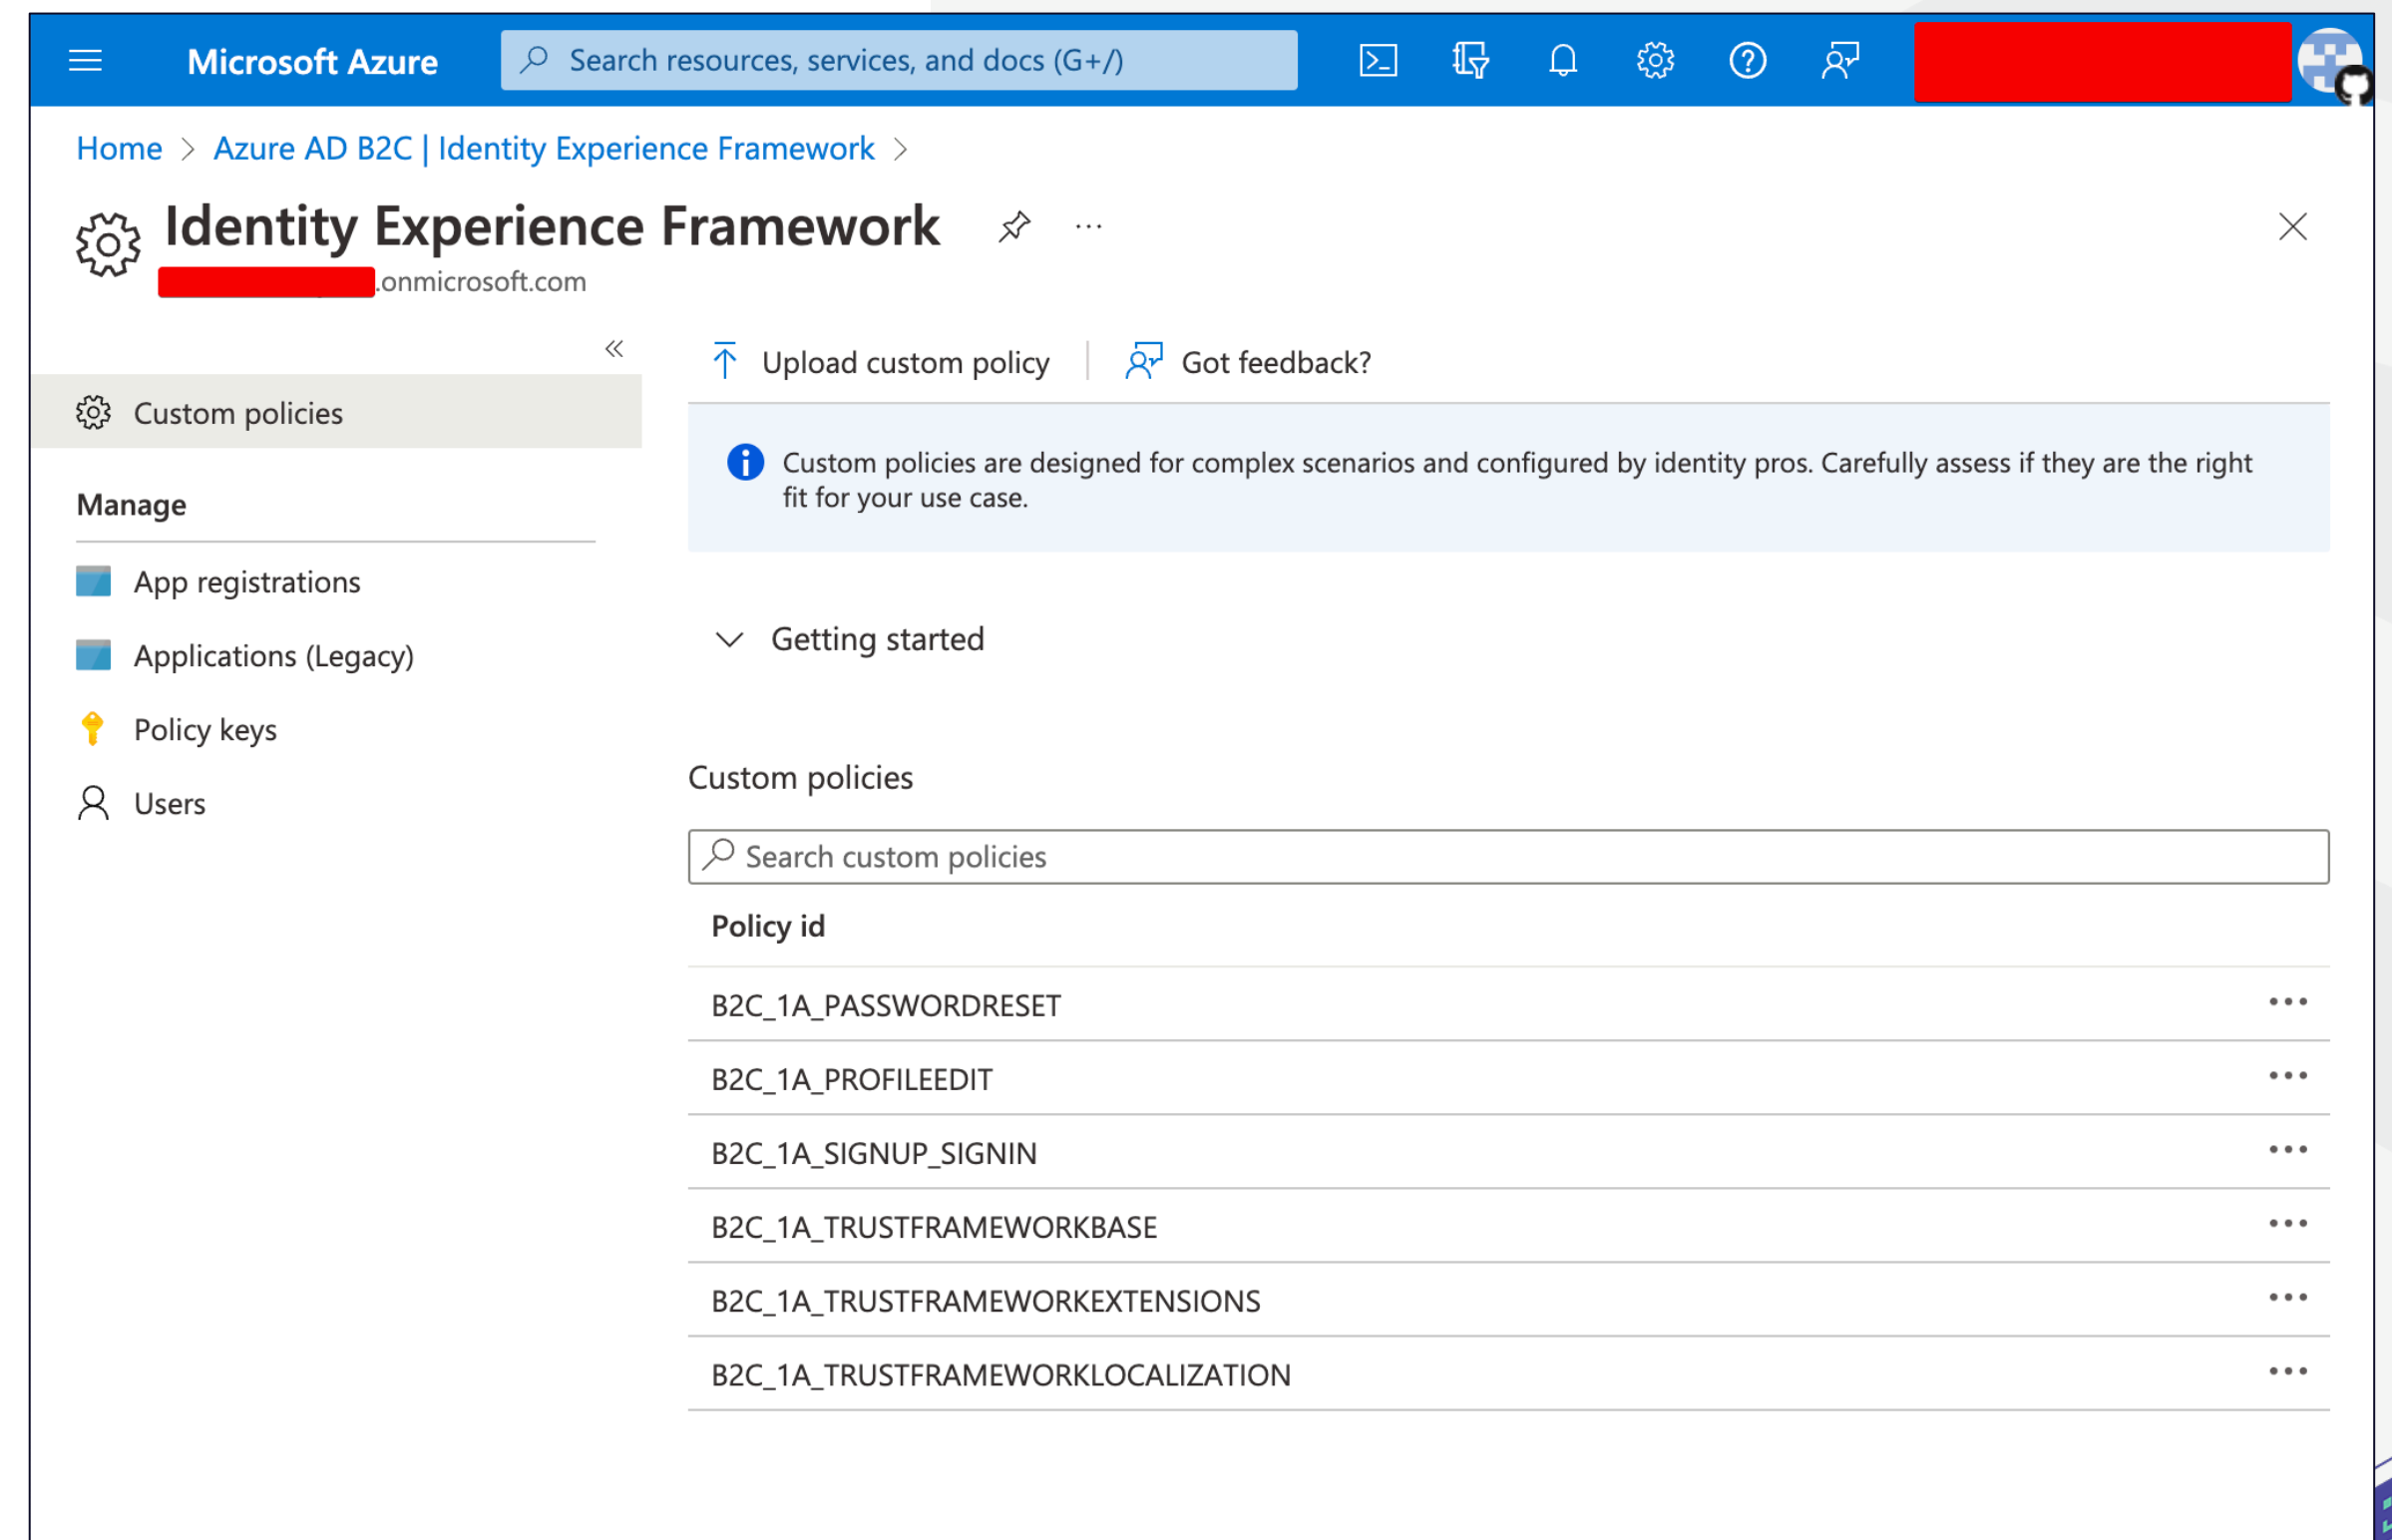 Microsoft Azure
Search resources, services, and docs (G+/)
Home > Azure AD B2C | Identity Experience Framework >
Identity Experience Framework
.onmicrosoft.com
Custom policies
Manage
App registrations
Applications (Legacy)
Policy keys
Users
Upload custom policy
Got feedback?
Custom policies are designed for complex scenarios and configured by identity pros. Carefully assess if they are the right
fit for your use case.
Getting started
Custom policies
Search custom policies
Policy id
B2C_1A_PASSWORDRESET
B2C_1A_PROFILEEDIT
B2C_1A_SIGNUP_SIGNIN
B2C_1A_TRUSTFRAMEWORKBASE
B2C_1A_TRUSTFRAMEWORKEXTENSIONS
B2C_1A_TRUSTFRAMEWORKLOCALIZATION